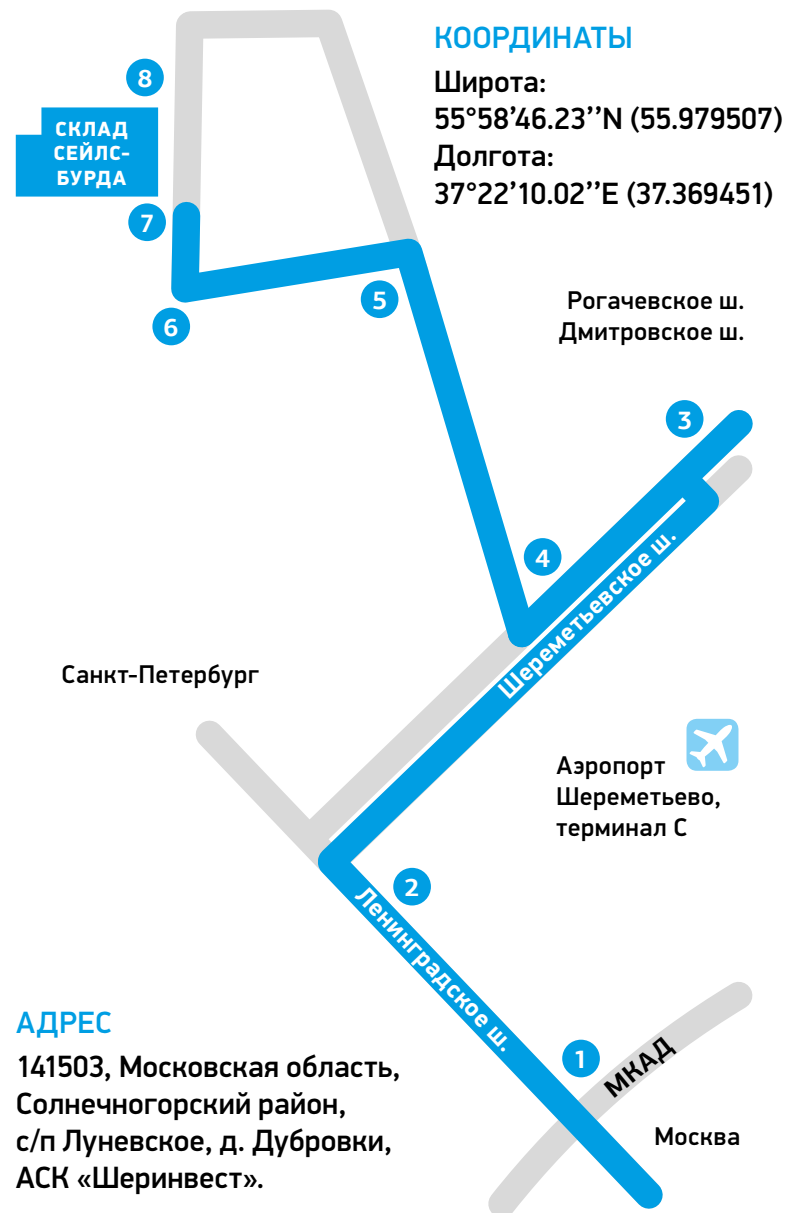 8
СКЛАД
СЕЙЛС-
БУРДА
7
6
5
КООРДИНАТЫ
Широта:
55°58’46.23’’N (55.979507)
Долгота:
37°22’10.02’’E (37.369451)
Рогачевское ш.
Дмитровское ш.
3
4
Шереметьевское ш.
Санкт-Петербург
Аэропорт
Шереметьево,
терминал С
2
Ленинградское ш.
1
МКАД
Москва
АДРЕС
141503, Московская область,
Солнечногорский район,
с/п Луневское, д. Дубровки,
АСК «Шеринвест».